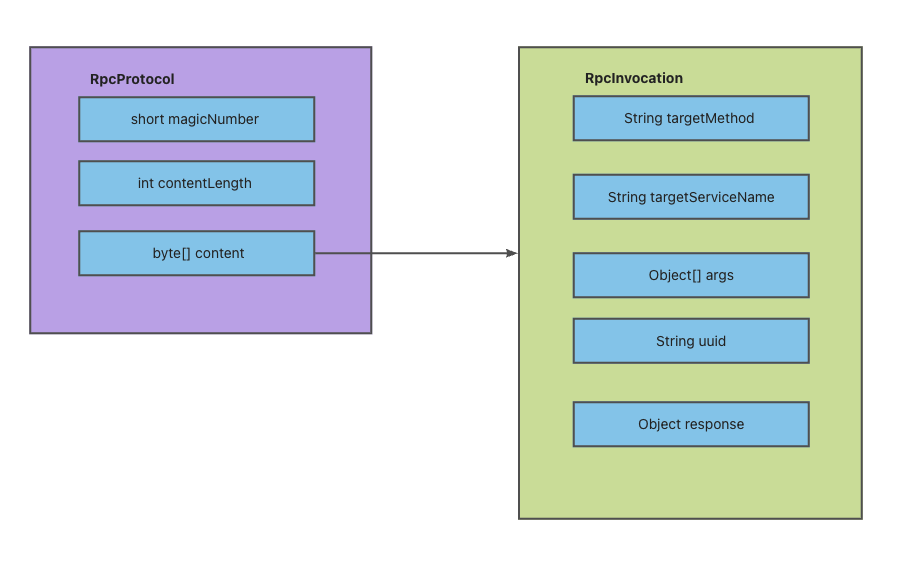 RpcProtocol
short magicNumber
int contentLength
byte[] content
RpcInvocation
String targetMethod
String targetServiceName
Object[] args
String uuid
Object response